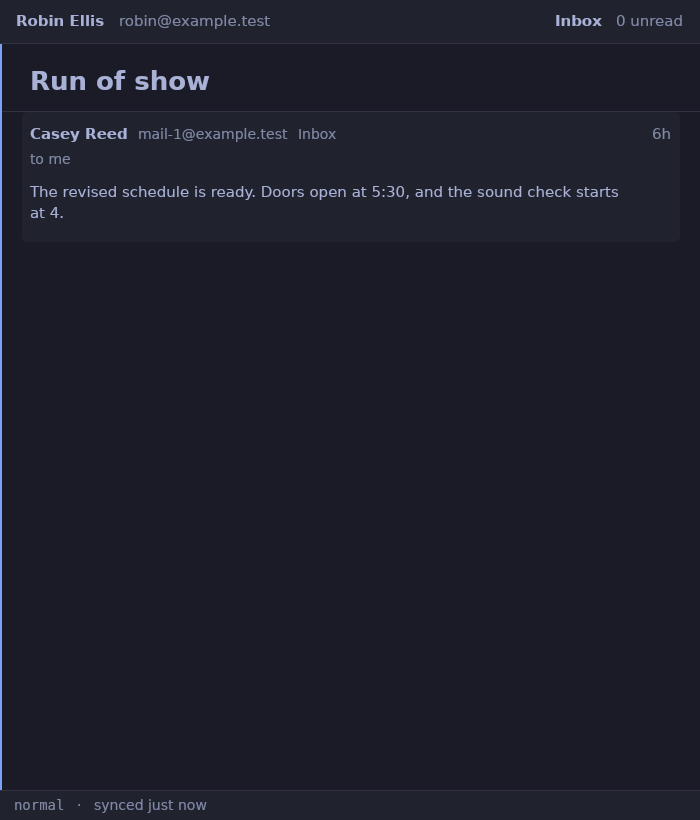 Robin Ellis robin@example.test Inbox 0 unread
Run of show
Casey Reed mail-1@example.test Inbox 6h
to me
The revised schedule is ready. Doors open at 5:30, and the sound check starts
at 4.
normal · synced just now